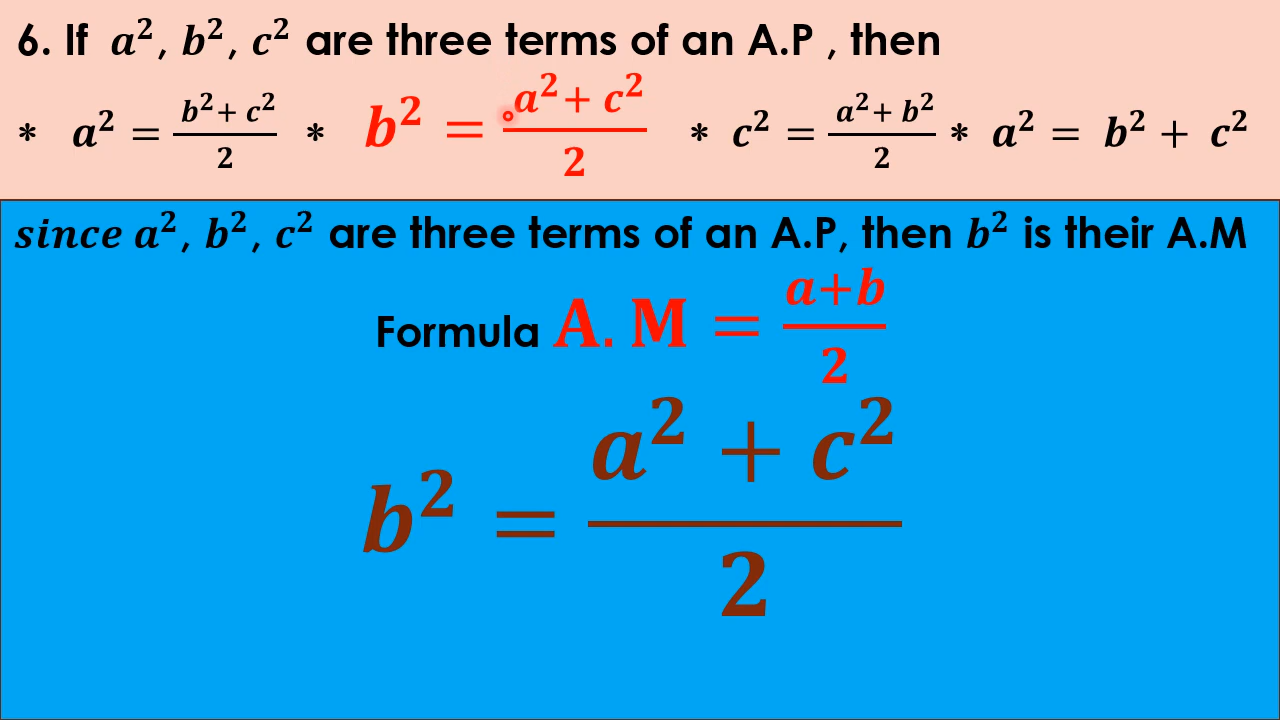 6. If a², b², c² are three terms of an A.P , then
* a² = (b² + c²)/2 * b² = (a² + c²)/2 * c² = (a² + b²)/2 * a² = b² + c²
since a², b², c² are three terms of an A.P, then b² is their A.M
Formula A. M = (a+b)/2
b² = (a² + c²)/2